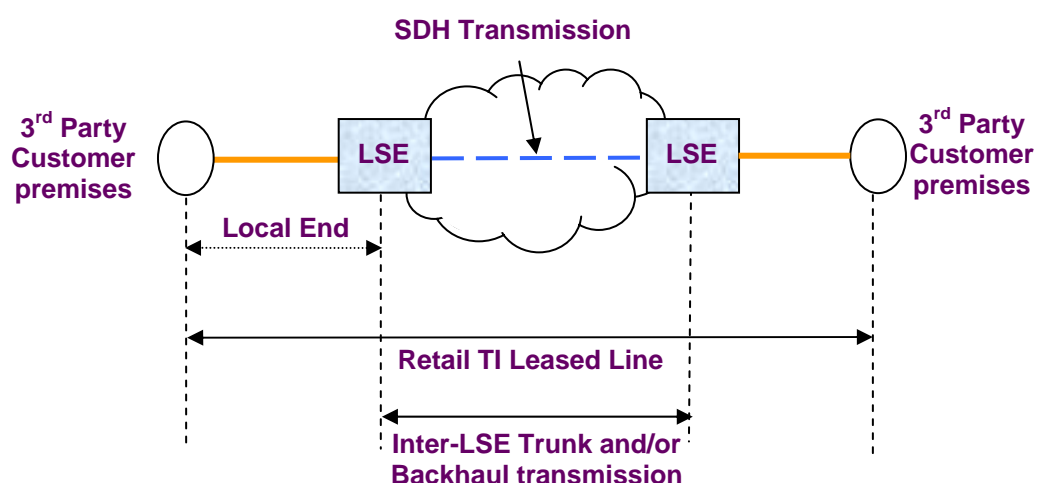 SDH Transmission
3rd Party
Customer
premises
LSE
LSE
3rd Party
Customer
premises
Local End
Retail TI Leased Line
Inter-LSE Trunk and/or
Backhaul transmission